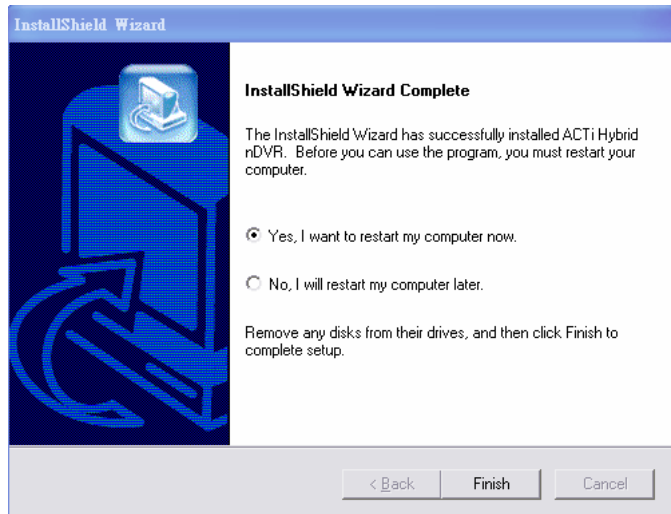 InstallShield Wizard
InstallShield Wizard Complete
The InstallShield Wizard has successfully installed ACTi Hybrid
nDVR. Before you can use the program, you must restart your
computer.
Yes, I want to restart my computer now.
No, I will restart my computer later.
Remove any disks from their drives, and then click Finish to
complete setup.
< Back Finish Cancel